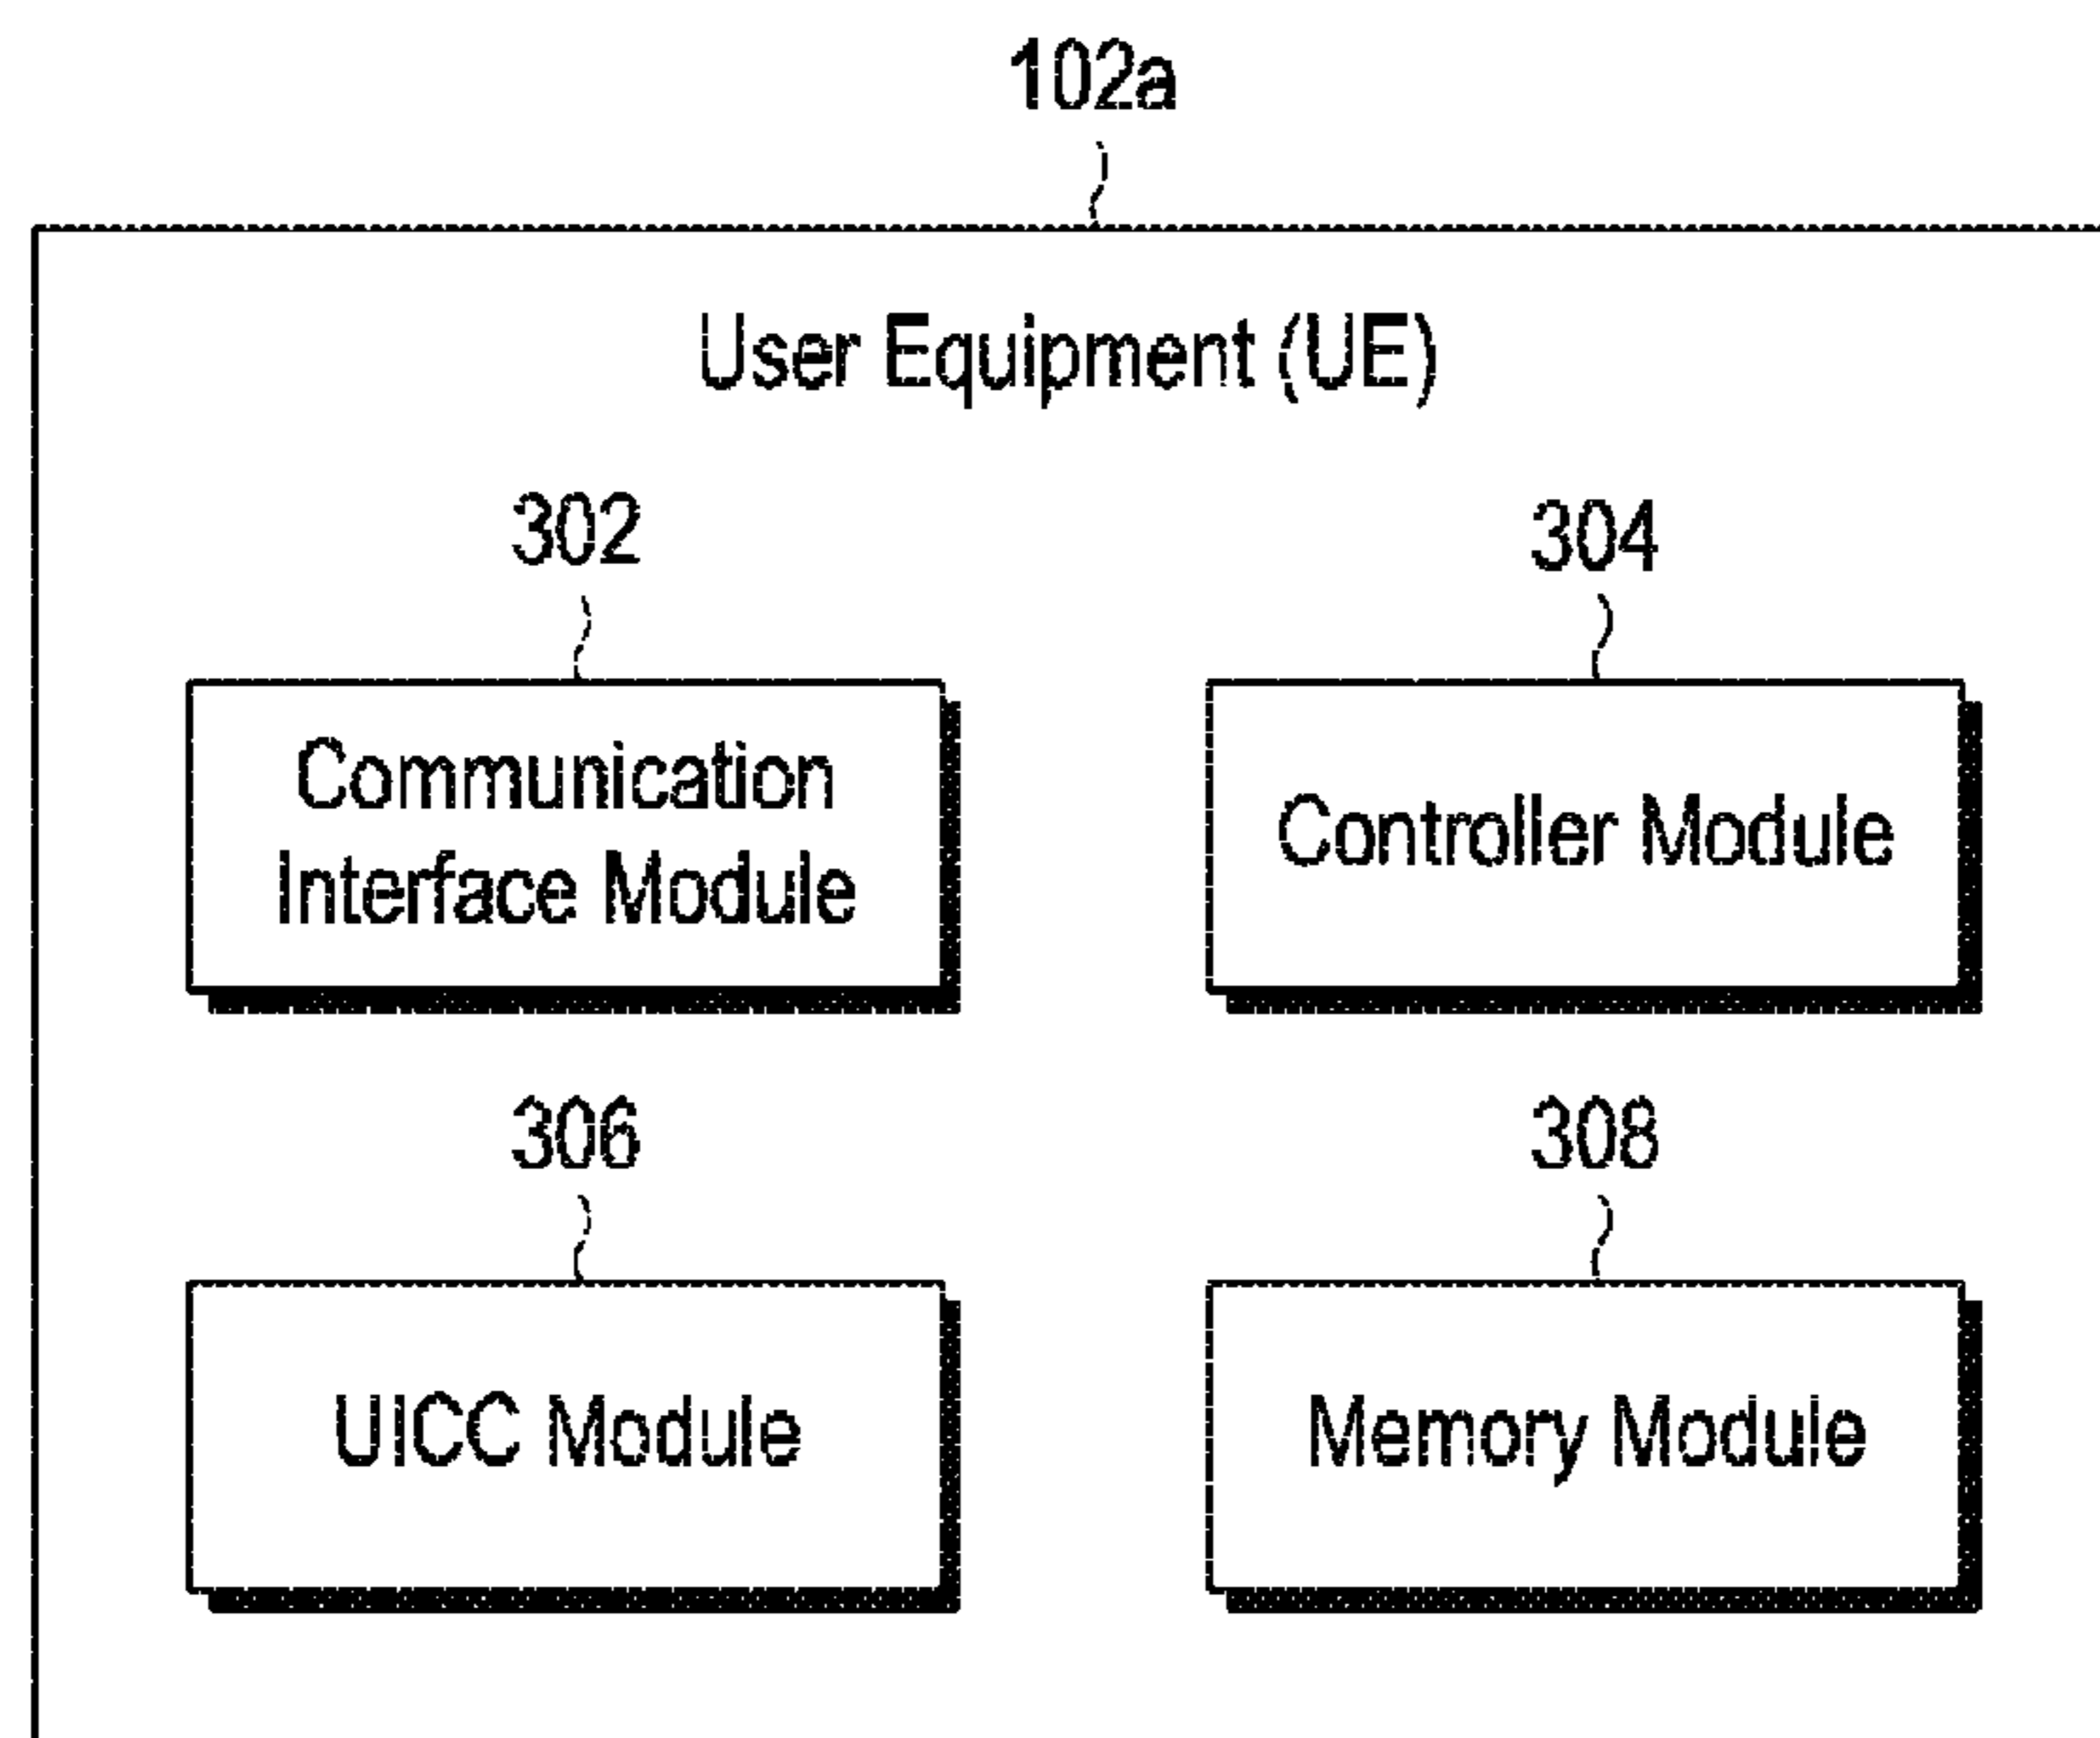 102a
User Equipment (UE)
302
304
Communication
Interface Module
Controller Module
306
308
UICC Module
Memory Module